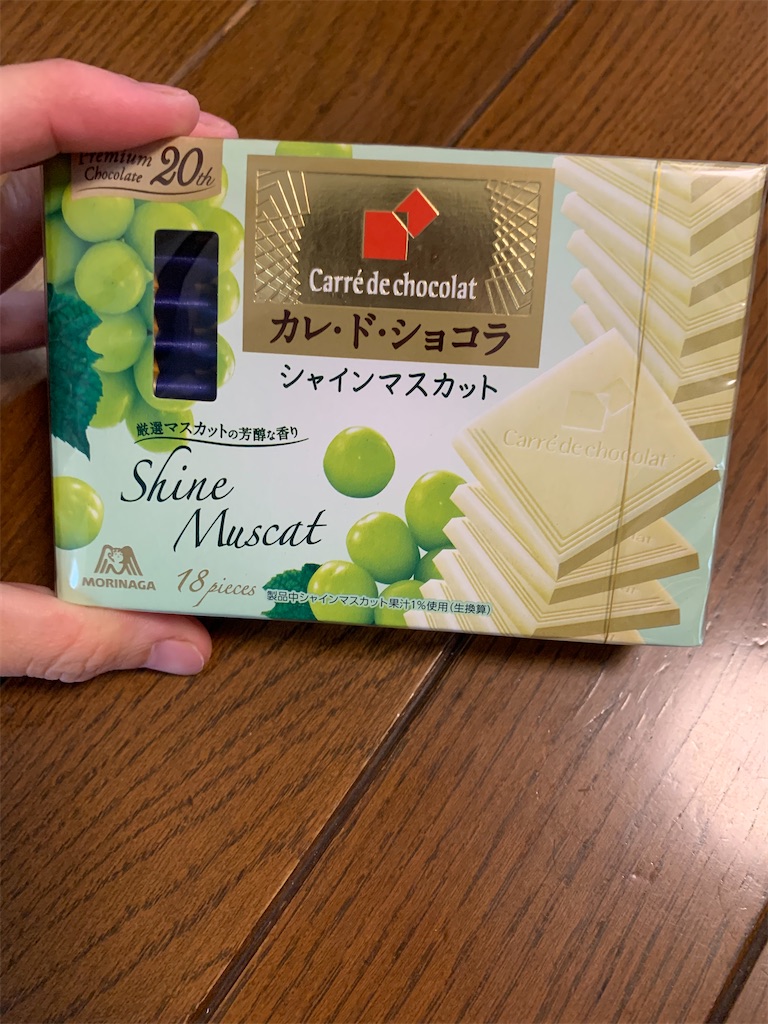 Premium
Chocolate 20th
Carré de chocolat
カレ・ド・ショコラ
シャインマスカット
厳選マスカットの芳醇な香り
Shine
Muscat
Carré de chocolat
MORINAGA
18 pieces
製品中シャインマスカット果汁1%使用(生換算)